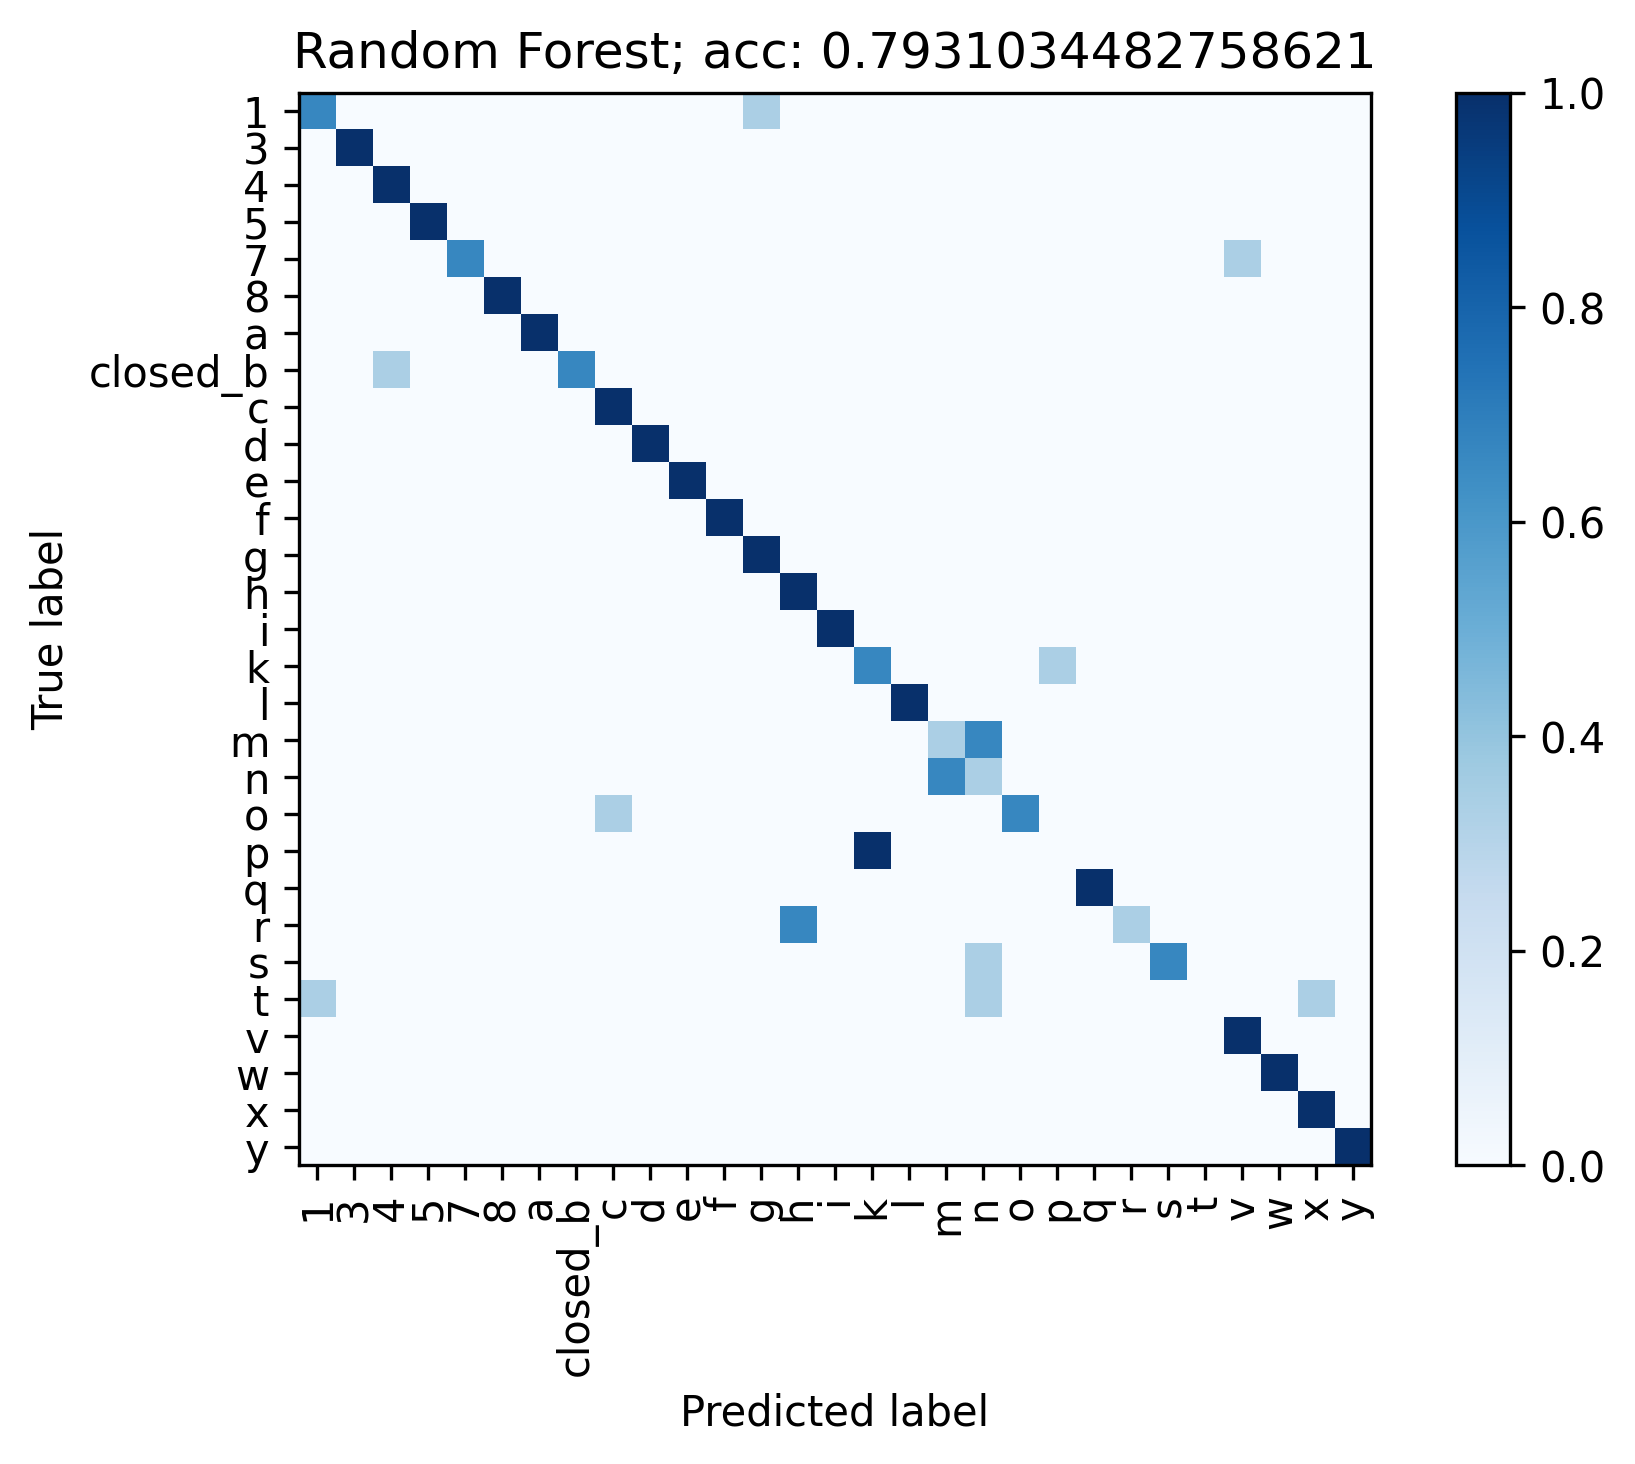 Random Forest; acc: 0.7931034482758621
True label
1
3
4
5
7
8
a
closed_b
c
d
e
f
g
h
i
k
l
m
n
o
p
q
r
s
t
v
w
x
y
1 3 4 5 7 8 a closed_b c d e f g h i k l m n o p q r s t v w x y
Predicted label
1.0
0.8
0.6
0.4
0.2
0.0